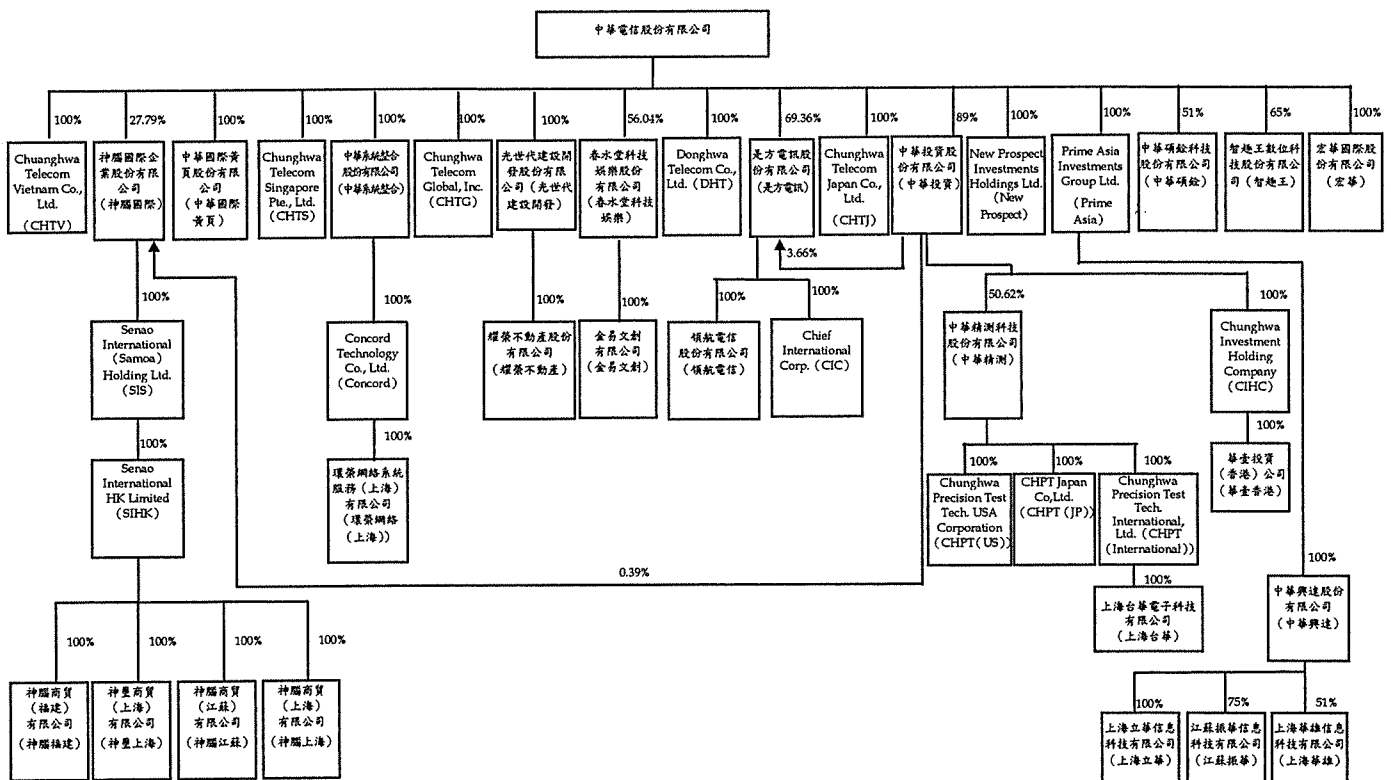 中華電信股份有限公司
100%
27.79%
100%
100%
100%
100%
100%
56.04%
100%
69.36%
100%
89%
100%
100%
51%
65%
100%
Chuanghwa
Telecom
Vietnam Co.,
Ltd.
(CHTV)
神腦國際企
業股份有限
公司
(神腦國際)
中華國際黃
頁股份有限
公司
(中華國際
黃頁)
Chunghwa
Telecom
Singapore
Pte., Ltd.
(CHTS)
中華系統整合
股份有限公司
(中華系統整合)
Chunghwa
Telecom
Global, Inc.
(CHTG)
光世代建設開
發股份有限
公司(光世代
建設開發)
春水堂科技
娛樂股份
有限公司
(春水堂科技
娛樂)
Donghwa
Telecom Co.,
Ltd. (DHT)
是方電訊股
份有限公司
(是方電訊)
Chunghwa
Telecom
Japan Co.,
Ltd.
(CHTJ)
中華投資股
份有限公司
(中華投資)
New Prospect
Investments
Holdings Ltd.
(New
Prospect)
Prime Asia
Investments
Group Ltd.
(Prime
Asia)
中華碩銓科技
股份有限公司
(中華碩銓)
智趣王數位科
技股份有限公
司(智趣王)
宏華國際股
份有限公司
(宏華)
3.66%
100%
100%
100%
100%
100%
100%
50.62%
100%
Senao
International
(Samoa)
Holding Ltd.
(SIS)
Concord
Technology
Co., Ltd.
(Concord)
耀榮不動產股份
有限公司
(耀榮不動產)
金易文創
有限公司
(金易文創)
領航電信
股份有限公司
(領航電信)
Chief
International
Corp. (CIC)
中華精測科技
股份有限公司
(中華精測)
Chunghwa
Investment
Holding
Company
(CIHC)
100%
100%
100%
100%
100%
100%
Senao
International
HK Limited
(SIHK)
環榮網絡系統
服務(上海)
有限公司
(環榮網絡
(上海))
Chunghwa
Precision Test
Tech. USA
Corporation
(CHPT(US))
CHPT Japan
Co,Ltd.
(CHPT (JP))
Chunghwa
Precision Test
Tech.
International,
Ltd. (CHPT
(International))
華壹投資
(香港)公司
(華壹香港)
0.39%
100%
100%
上海台華電子科技
有限公司
(上海台華)
中華興達股份
有限公司
(中華興達)
100%
100%
100%
100%
神腦商貿
(福建)
有限公司
(神腦福建)
神璽商貿
(上海)
有限公司
(神璽上海)
神腦商貿
(江蘇)
有限公司
(神腦江蘇)
神腦商貿
(上海)
有限公司
(神腦上海)
100%
75%
51%
上海立華信息
科技有限公司
(上海立華)
江蘇振華信息
科技有限公司
(江蘇振華)
上海華雄信息
科技有限公司
(上海華雄)